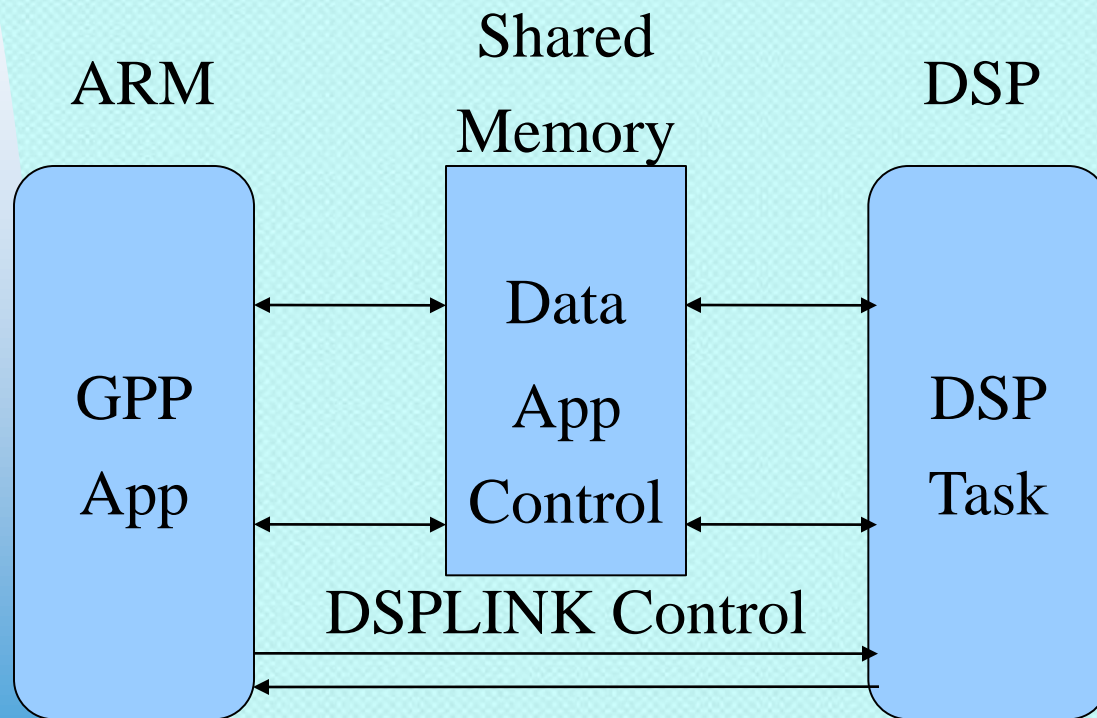 ARM
Shared
Memory
DSP
GPP
App
Data
App
Control
DSP
Task
DSPLINK Control